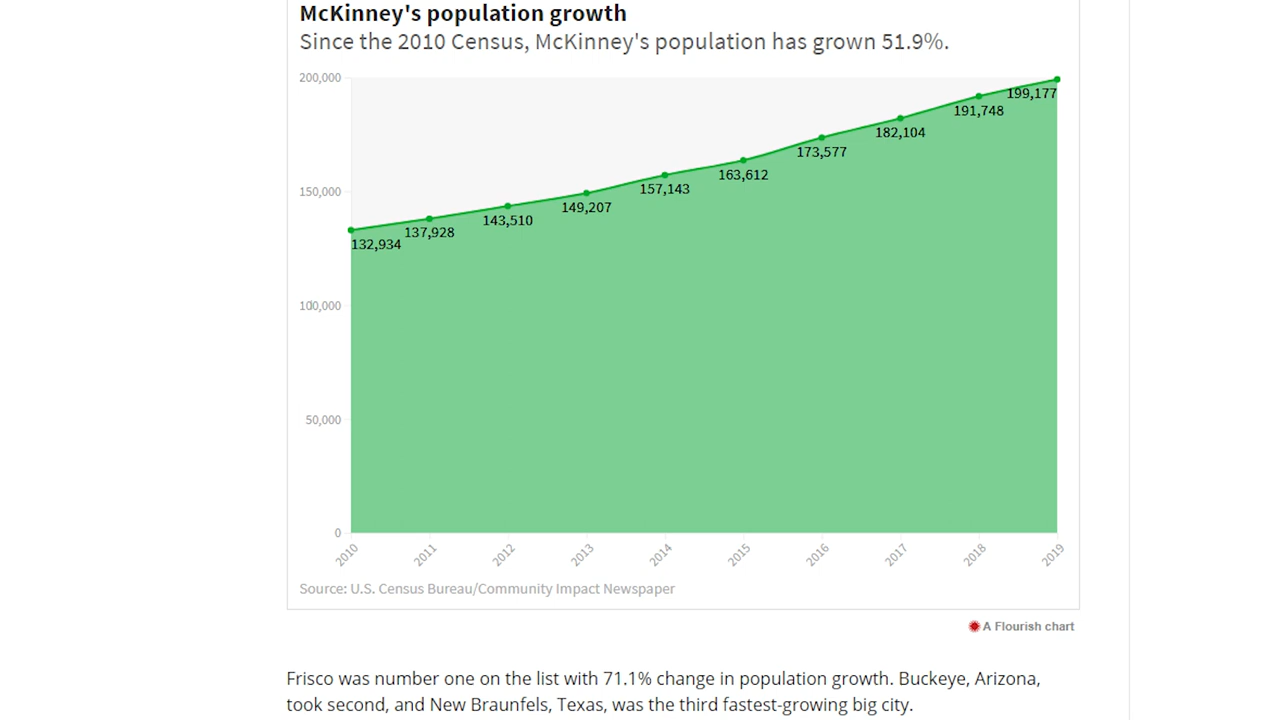 McKinney's population growth
Since the 2010 Census, McKinney's population has grown 51.9%.
200,000
199,177
191,748
182,104
173,577
163,612
157,143
150,000
149,207
143,510
137,928
132,934
100,000
50,000
0
2010 2011 2012 2013 2014 2015 2016 2017 2018 2019
Source: U.S. Census Bureau/Community Impact Newspaper
A Flourish chart
Frisco was number one on the list with 71.1% change in population growth. Buckeye, Arizona,
took second, and New Braunfels, Texas, was the third fastest-growing big city.